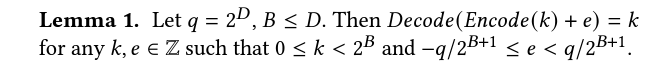 Lemma 1. Let q = 2^D, B ≤ D. Then Decode(Encode(k) + e) = k
for any k, e ∈ ℤ such that 0 ≤ k < 2^B and −q/2^{B+1} ≤ e < q/2^{B+1}.